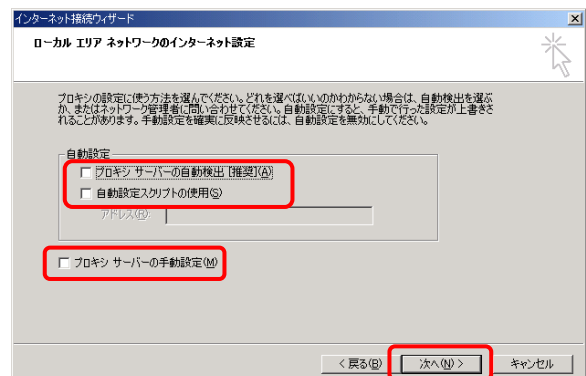 インターネット接続ウィザード
ローカル エリア ネットワークのインターネット設定
プロキシの設定に使う方法を選んでください。どれを選べばいいのかわからない場合は、自動検出を選ぶ
か、またはネットワーク管理者に問い合わせてください。自動設定にすると、手動で行った設定が上書きさ
れることがあります。手動設定を確実に反映させるには、自動設定を無効にしてください。
自動設定
プロキシ サーバーの自動検出 [推奨](A)
自動設定スクリプトの使用(S)
アドレス(R):
プロキシ サーバーの手動設定(M)
< 戻る(B) 次へ(N) > キャンセル